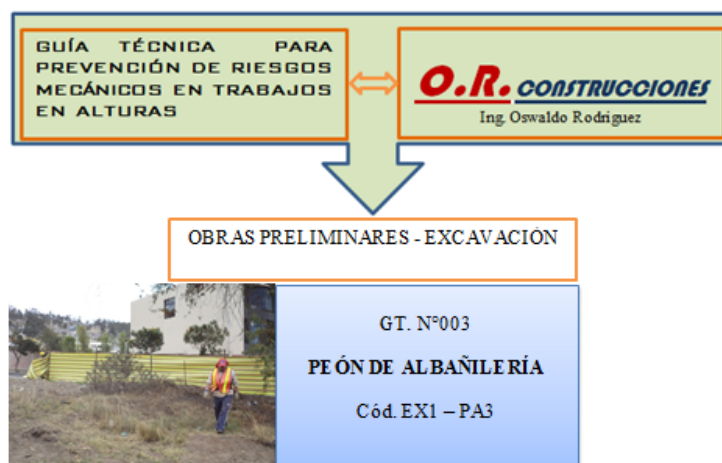 GUÍA TÉCNICA PARA
PREVENCIÓN DE RIESGOS
MECÁNICOS EN TRABAJOS
EN ALTURAS
O.R. CONSTRUCCIONES
Ing. Oswaldo Rodriguez
OBRAS PRELIMINARES - EXCAVACIÓN
GT. N°003
PEÓN DE ALBAÑILERÍA
Cód. EX1 – PA3